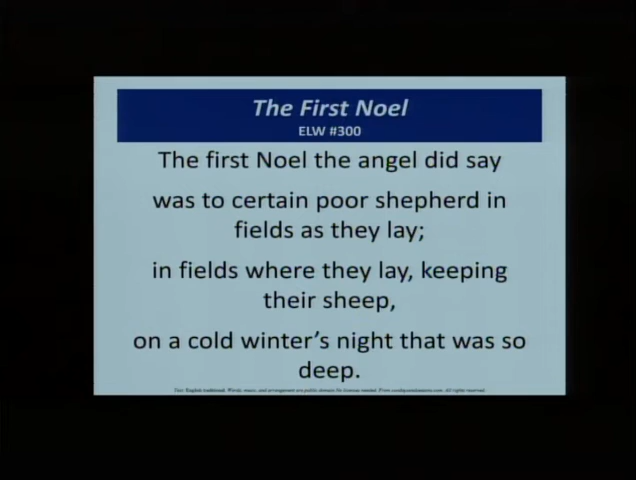 The First Noel
ELW #300
The first Noel the angel did say
was to certain poor shepherd in
fields as they lay;
in fields where they lay, keeping
their sheep,
on a cold winter's night that was so
deep.